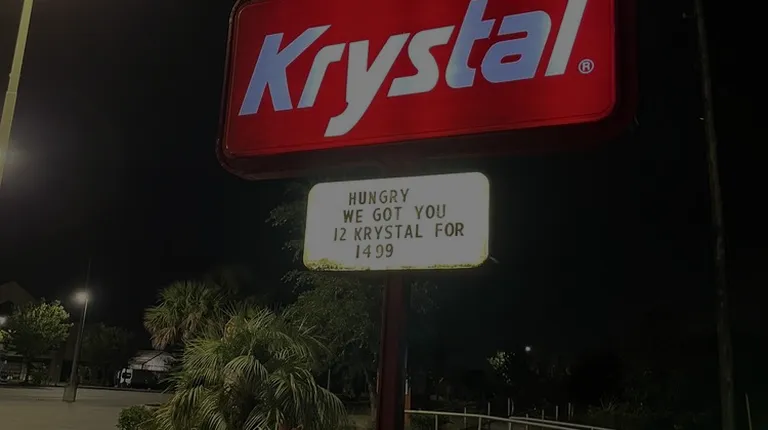 Krystal®
HUNGRY
WE GOT YOU
12 KRYSTAL FOR
1499